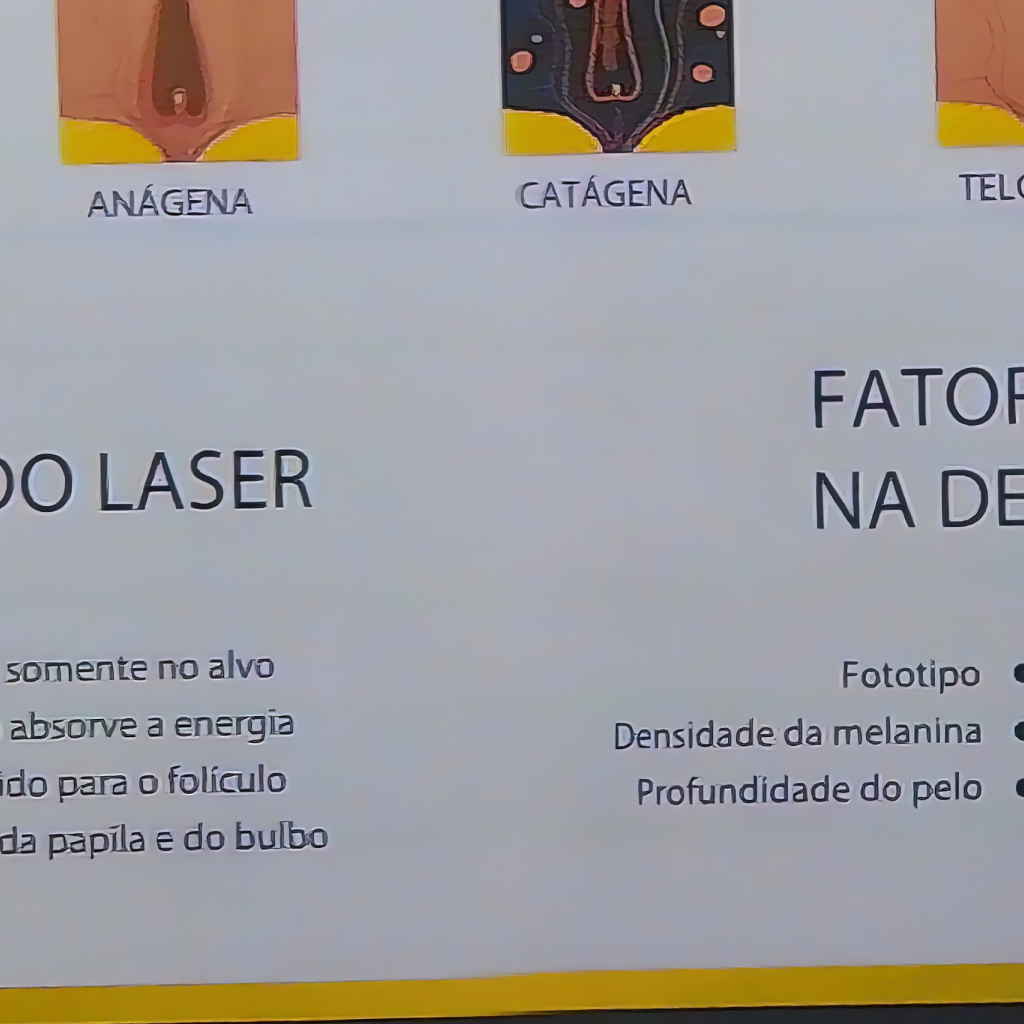 ANÁGENA
CATÁGENA
TELO
DO LASER
FATOR
NA DE
somente no alvo
absorve a energia
ido para o folículo
da papila e do bulbo
Fototipo
Densidade da melanina
Profundidade do pelo